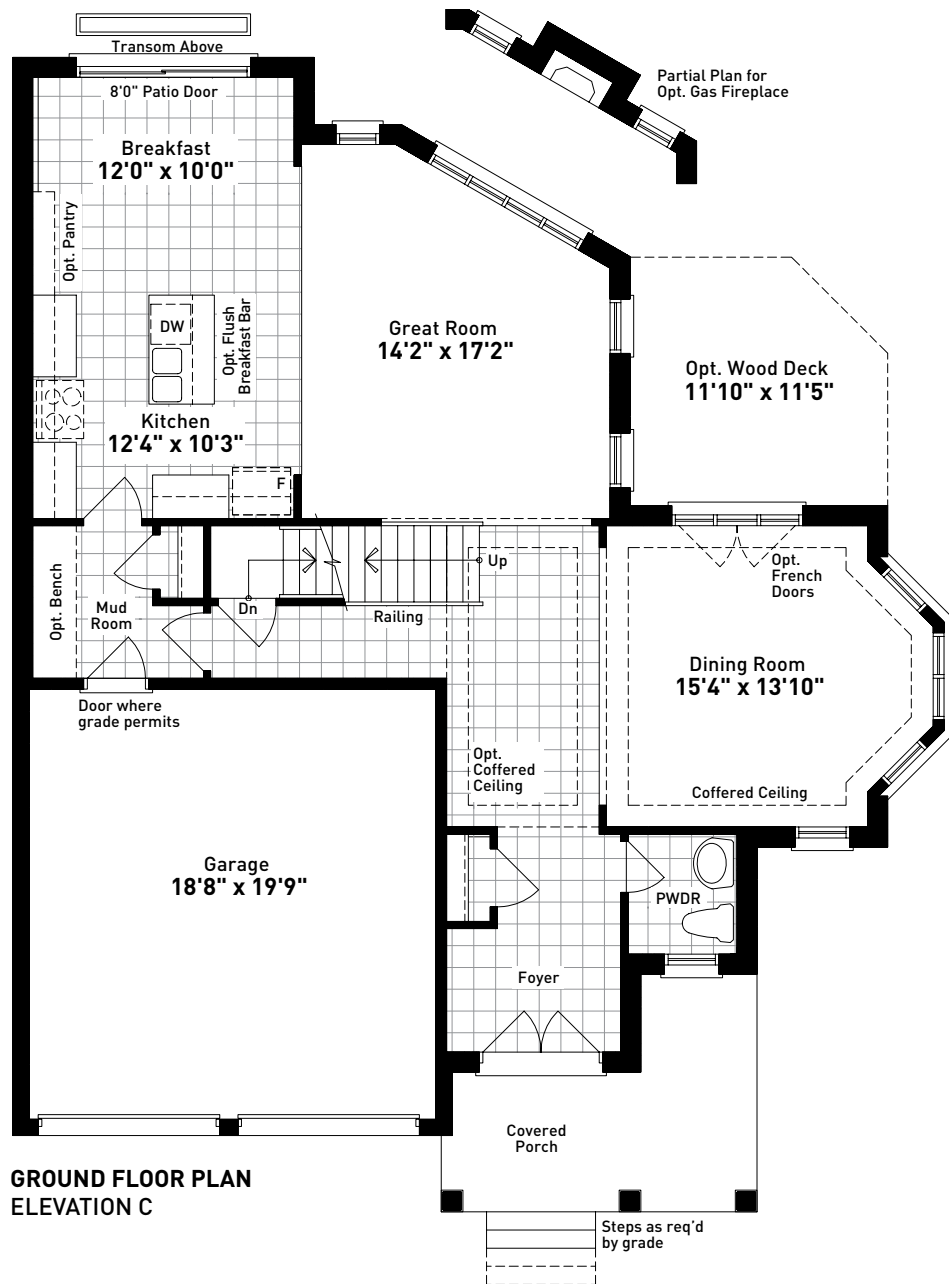 Transom Above
8'0" Patio Door
Partial Plan for
Opt. Gas Fireplace
Breakfast
12'0" x 10'0"
Opt. Pantry
DW
Opt. Flush
Breakfast Bar
Great Room
14'2" x 17'2"
Opt. Wood Deck
11'10" x 11'5"
Kitchen
12'4" x 10'3"
F
Opt. Bench
Mud
Room
Dn
Up
Railing
Opt.
French
Doors
Dining Room
15'4" x 13'10"
Door where
grade permits
Opt.
Coffered
Ceiling
Coffered Ceiling
Garage
18'8" x 19'9"
PWDR
Foyer
Covered
Porch
GROUND FLOOR PLAN
ELEVATION C
Steps as req'd
by grade